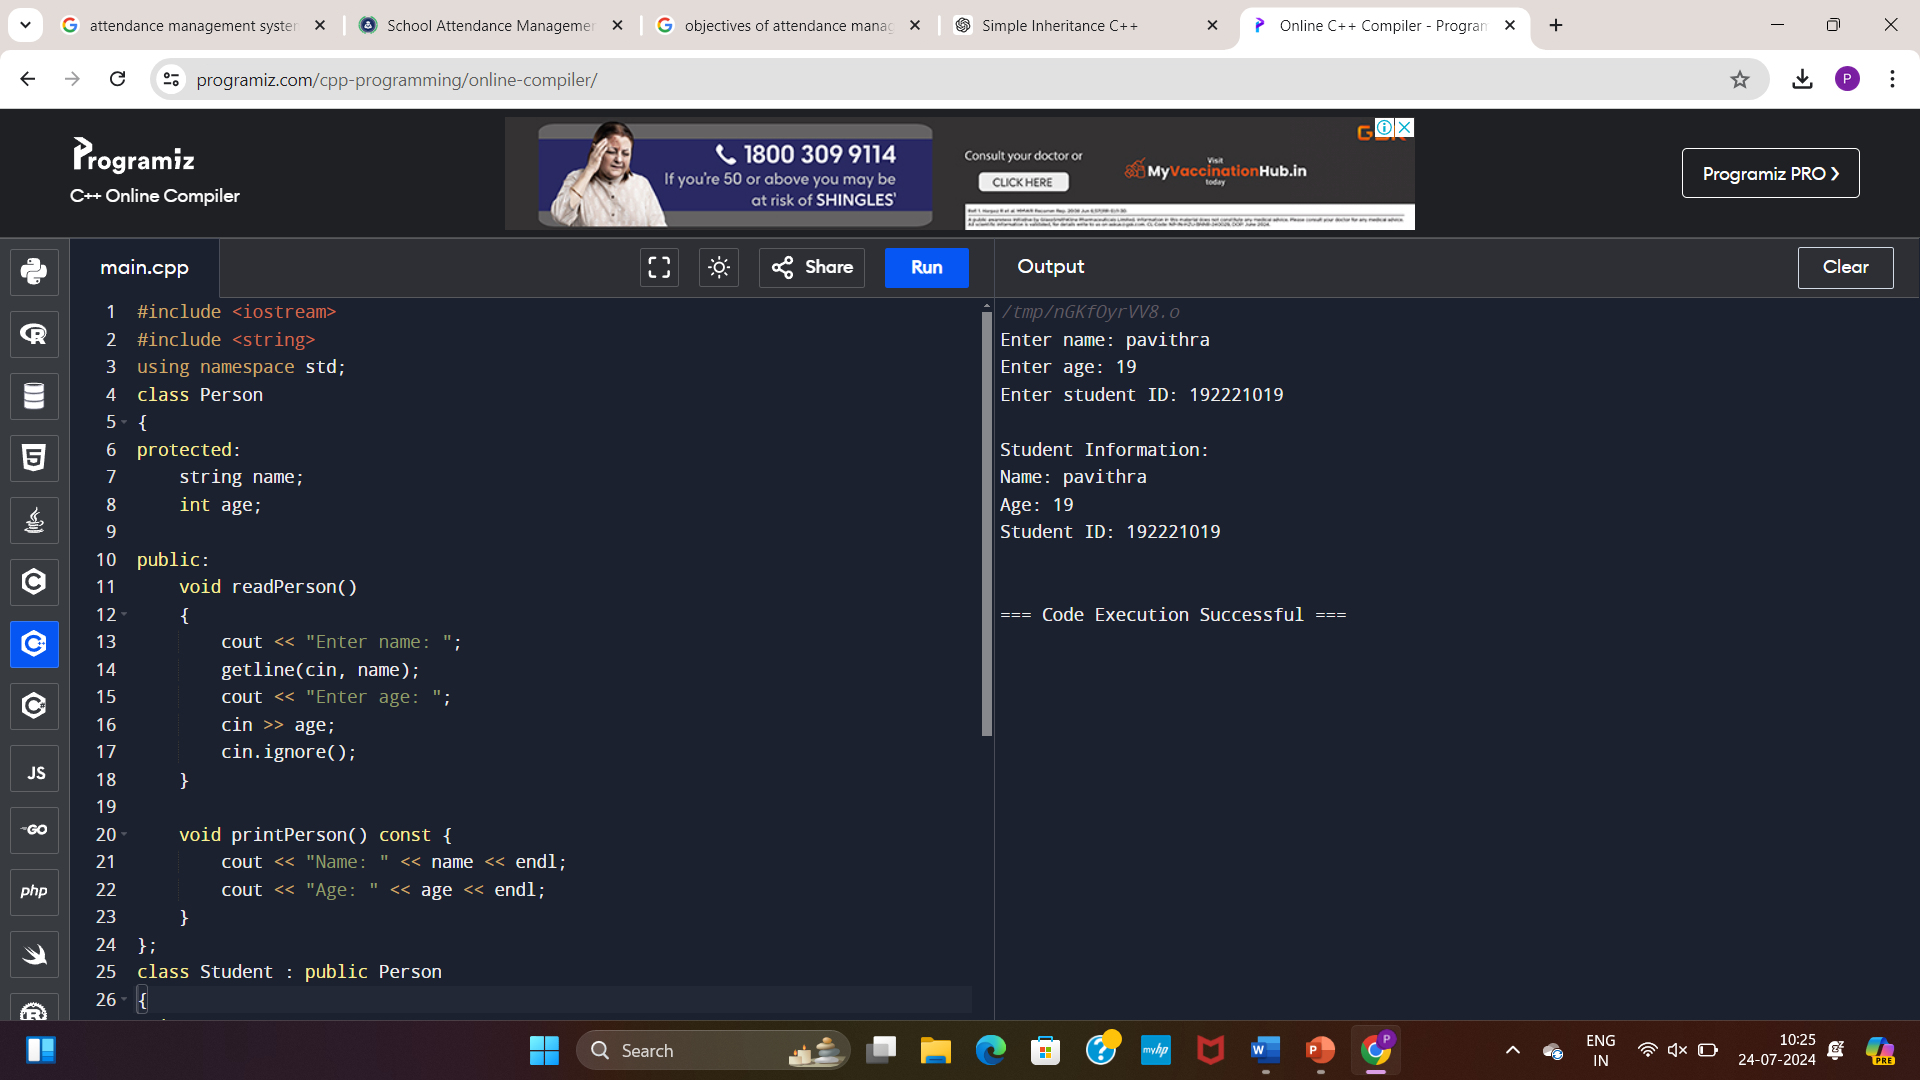 attendance management system
School Attendance Managemen
objectives of attendance manag
Simple Inheritance C++
Online C++ Compiler - Program
programiz.com/cpp-programming/online-compiler/
P
Programiz
C++ Online Compiler
1800 309 9114
If you're 50 or above you may be
at risk of SHINGLES*
Consult your doctor or
CLICK HERE
Visit
MyVaccinationHub.in
today
Programiz PRO
main.cpp
Share
Run
Output
Clear
1 #include <iostream>
2 #include <string>
3 using namespace std;
4 class Person
5 {
6 protected:
7 string name;
8 int age;
9
10 public:
11 void readPerson()
12 {
13 cout << "Enter name: ";
14 getline(cin, name);
15 cout << "Enter age: ";
16 cin >> age;
17 cin.ignore();
18 }
19
20 void printPerson() const {
21 cout << "Name: " << name << endl;
22 cout << "Age: " << age << endl;
23 }
24 };
25 class Student : public Person
26 {
/tmp/nGKfOyrVV8.o
Enter name: pavithra
Enter age: 19
Enter student ID: 192221019
Student Information:
Name: pavithra
Age: 19
Student ID: 192221019
=== Code Execution Successful ===
R
5
C
C
C
JS
GO
php
Search
myhp
W
P
P
ENG
IN
10:25
24-07-2024
PRE